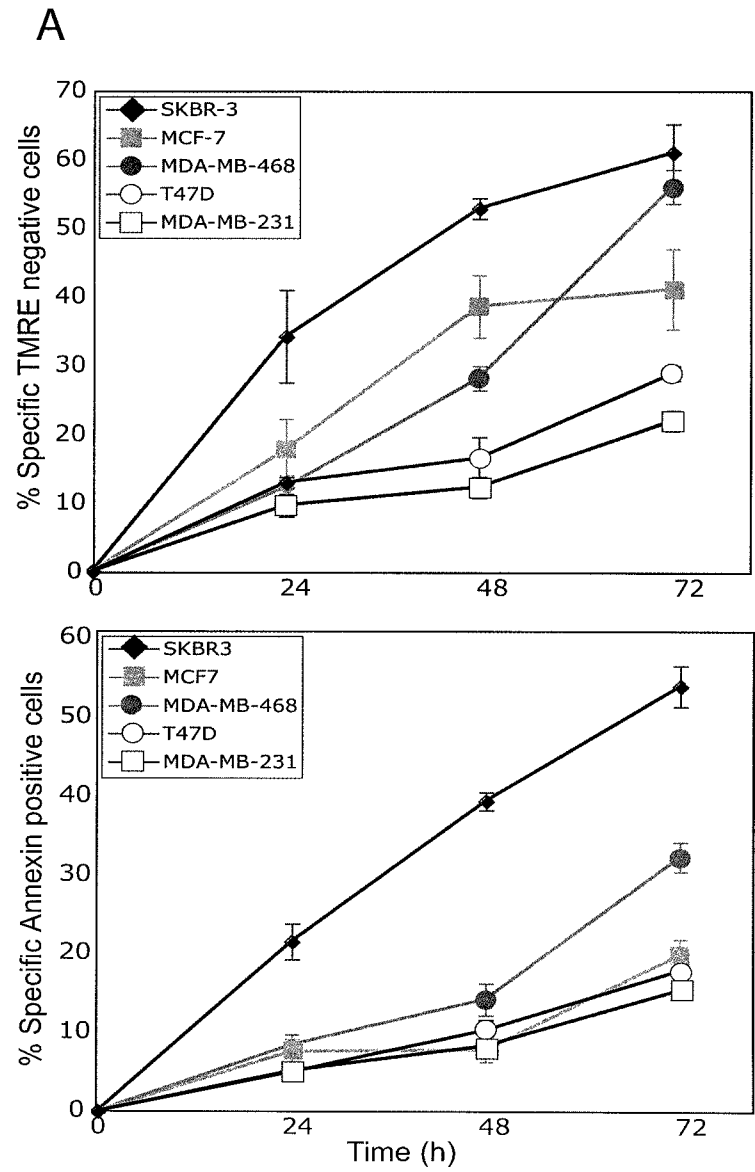 A
% Specific TMRE negative cells
70
60
50
40
30
20
10
0
SKBR-3
MCF-7
MDA-MB-468
T47D
MDA-MB-231
0 24 48 72
% Specific Annexin positive cells
60
50
40
30
20
10
0
SKBR3
MCF7
MDA-MB-468
T47D
MDA-MB-231
0 24 48 72
Time (h)